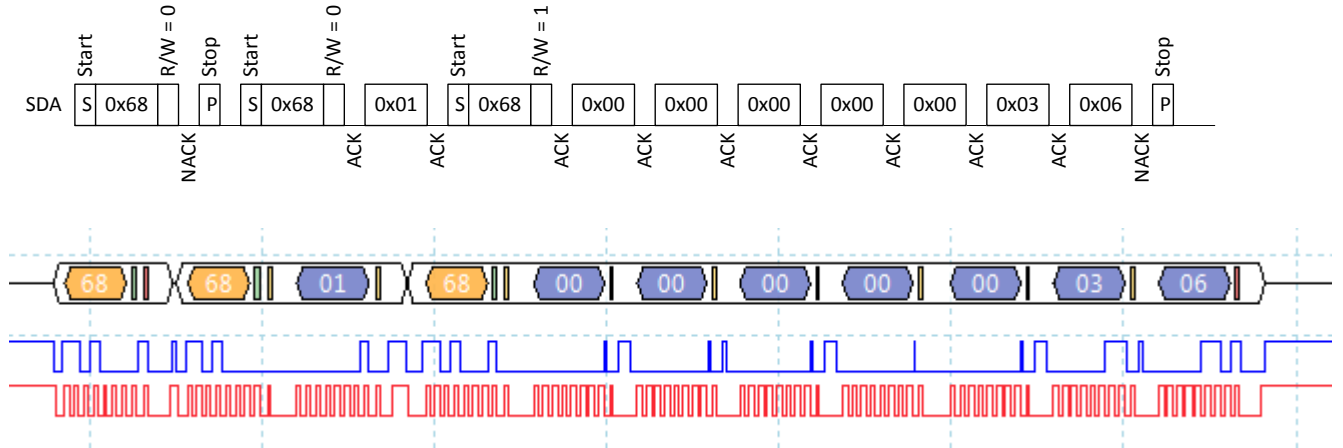 Start R/W = 0 Stop Start R/W = 0 Start R/W = 1 Stop
SDA S 0x68 P S 0x68 0x01 S 0x68 0x00 0x00 0x00 0x00 0x00 0x03 0x06 P
NACK ACK ACK ACK ACK ACK ACK ACK ACK ACK NACK
68 68 01 68 00 00 00 00 00 03 06